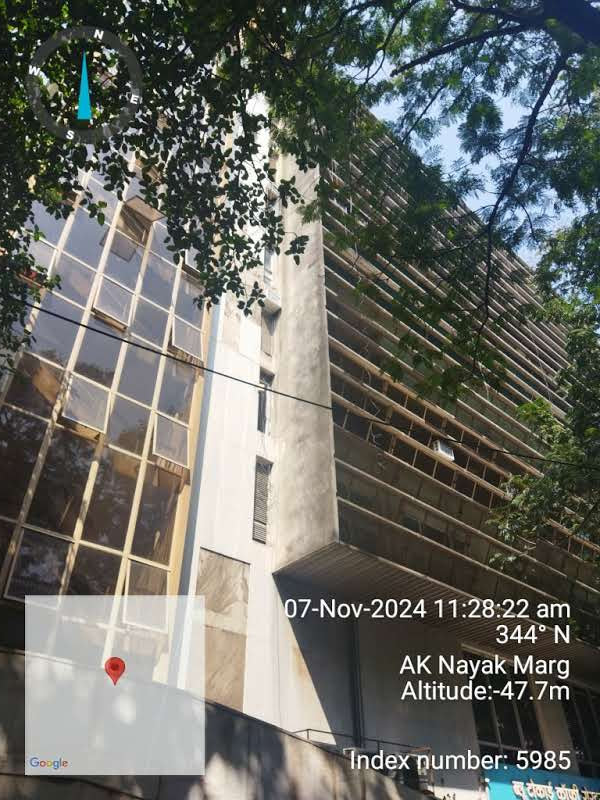 N
W
E
S
07-Nov-2024 11:28:22 am
344° N
AK Nayak Marg
Altitude:-47.7m
Google
Index number: 5985